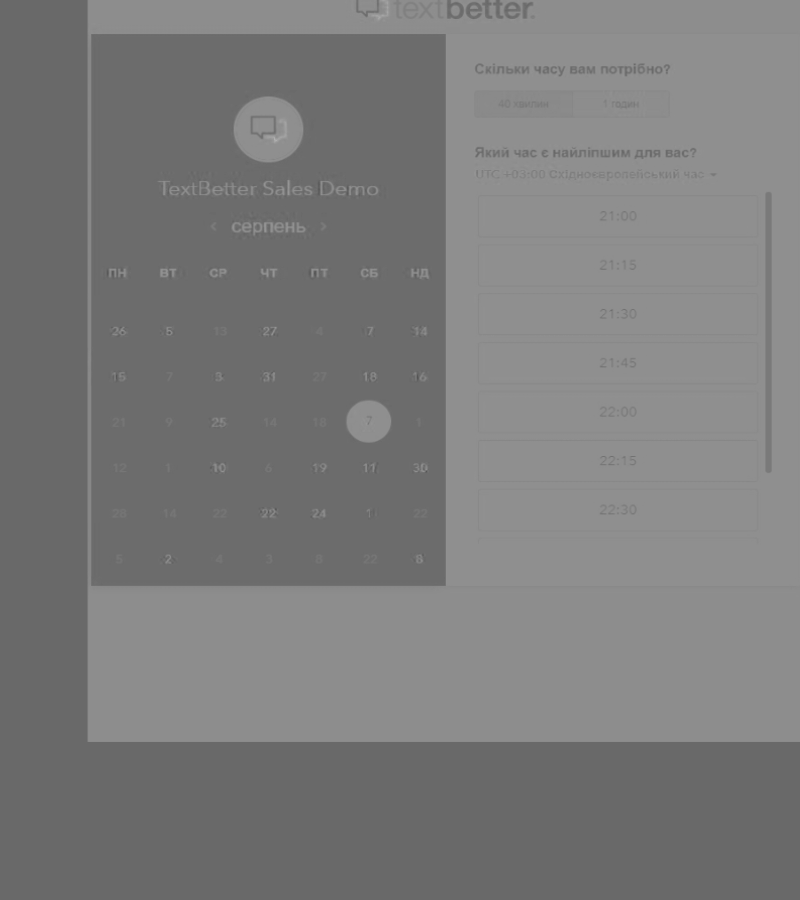 textbetter.
Скільки часу вам потрібно?
40 хвилин 1 годин
TextBetter Sales Demo
‹ серпень ›
ПН ВТ СР ЧТ ПТ СБ НД
26 5 13 27 4 7 14
15 7 3 31 27 18 16
21 9 25 14 18 7 1
12 1 10 6 19 11 30
28 14 22 22 24 1 22
5 2 4 3 8 22 8
Який час є найліпшим для вас?
UTC +03:00 Східноєвропейський час
21:00
21:15
21:30
21:45
22:00
22:15
22:30